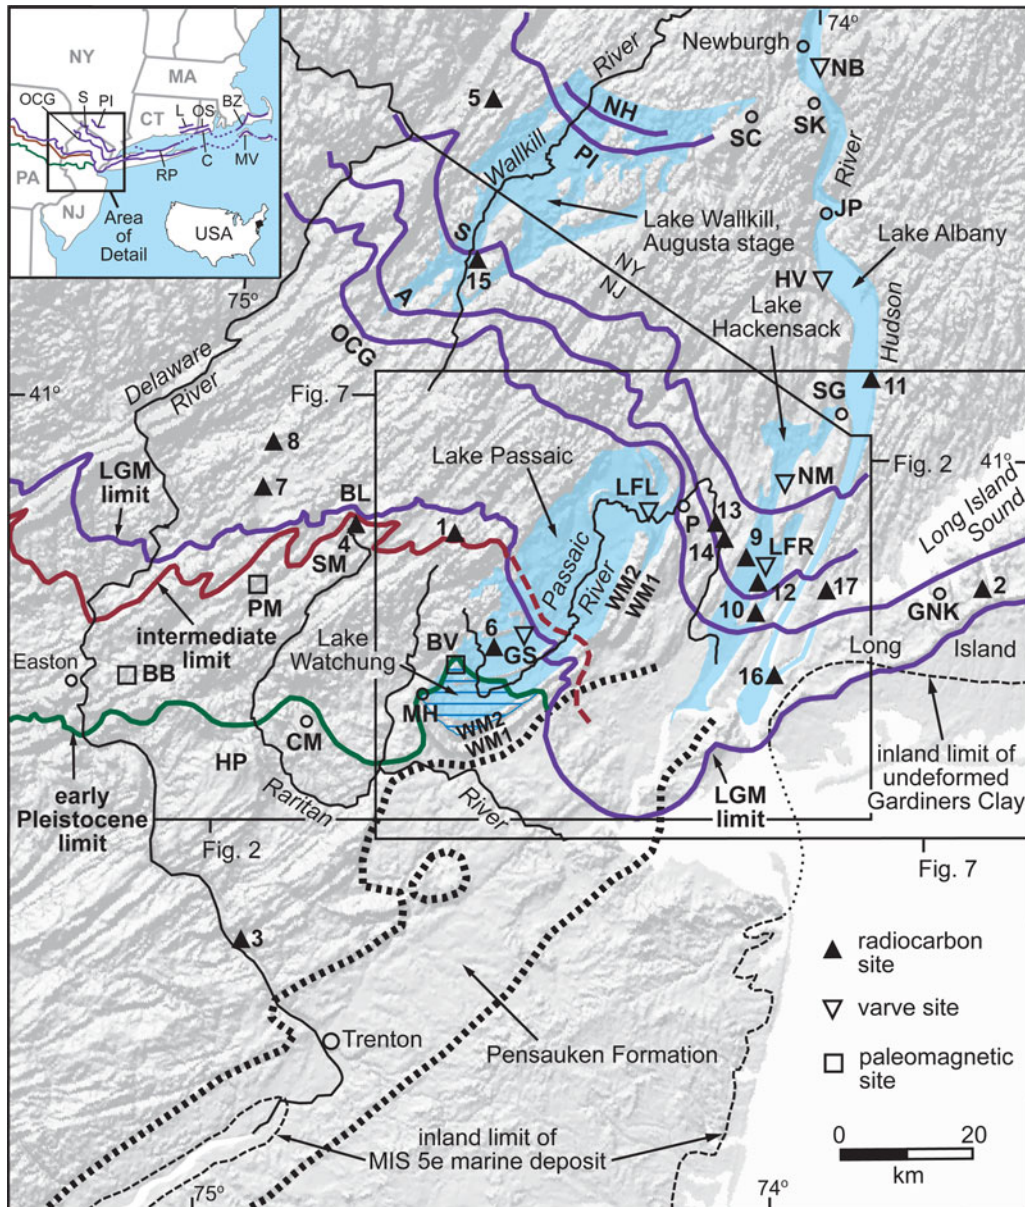 NY
MA
OCG
S
PI
CT
L
OS
BZ
C
MV
PA
RP
NJ
Area
of
Detail
USA
74°
Newburgh
NB
River
5
NH
SC
SK
PI
Wallkill
River
JP
Lake Wallkill,
Augusta stage
Lake Albany
S
15
NY
NJ
HV
A
Lake
Hackensack
Hudson
75°
OCG
Delaware
River
41°
Fig. 7
SG
11
8
Lake Passaic
Fig. 2
41°
LGM
limit
7
BL
LFL
NM
Long Island
Sound
1
P
13
4
SM
14
9
LFR
Passaic
River
WM2
WM1
12
17
2
PM
10
GNK
intermediate
limit
Lake
Watchung
BV
6
GS
Long
Island
Easton
BB
16
MH
WM2
WM1
CM
HP
inland limit of
undeformed
Gardiners Clay
early
Pleistocene
limit
Raritan
River
LGM
limit
Fig. 2
Fig. 7
3
radiocarbon
site
varve site
Trenton
Pensauken Formation
paleomagnetic
site
inland limit of
MIS 5e marine deposit
0
20
km
75°
74°